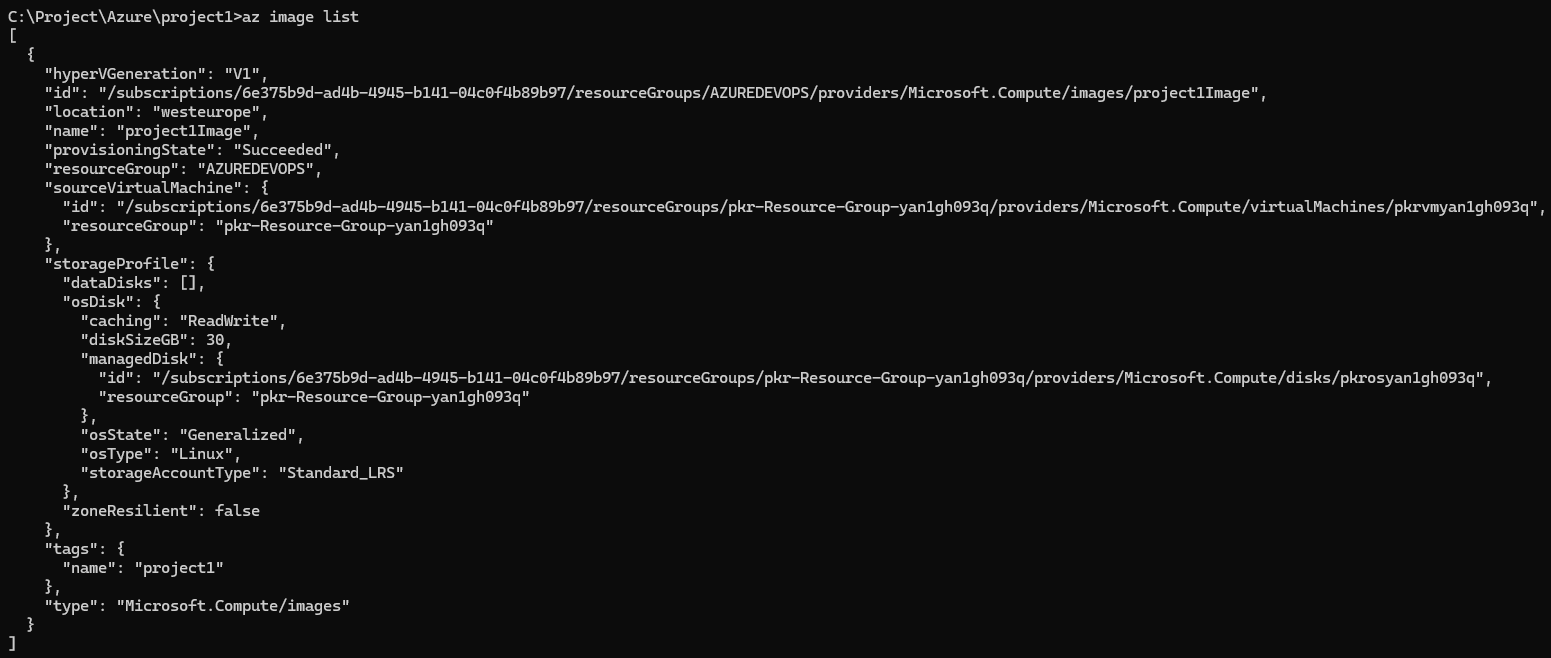 C:\Project\Azure\project1>az image list
[
  {
    "hyperVGeneration": "V1",
    "id": "/subscriptions/6e375b9d-ad4b-4945-b141-04c0f4b89b97/resourceGroups/AZUREDEVOPS/providers/Microsoft.Compute/images/project1Image",
    "location": "westeurope",
    "name": "project1Image",
    "provisioningState": "Succeeded",
    "resourceGroup": "AZUREDEVOPS",
    "sourceVirtualMachine": {
      "id": "/subscriptions/6e375b9d-ad4b-4945-b141-04c0f4b89b97/resourceGroups/pkr-Resource-Group-yan1gh093q/providers/Microsoft.Compute/virtualMachines/pkrvmyan1gh093q",
      "resourceGroup": "pkr-Resource-Group-yan1gh093q"
    },
    "storageProfile": {
      "dataDisks": [],
      "osDisk": {
        "caching": "ReadWrite",
        "diskSizeGB": 30,
        "managedDisk": {
          "id": "/subscriptions/6e375b9d-ad4b-4945-b141-04c0f4b89b97/resourceGroups/pkr-Resource-Group-yan1gh093q/providers/Microsoft.Compute/disks/pkrosyan1gh093q",
          "resourceGroup": "pkr-Resource-Group-yan1gh093q"
        },
        "osState": "Generalized",
        "osType": "Linux",
        "storageAccountType": "Standard_LRS"
      },
      "zoneResilient": false
    },
    "tags": {
      "name": "project1"
    },
    "type": "Microsoft.Compute/images"
  }
]